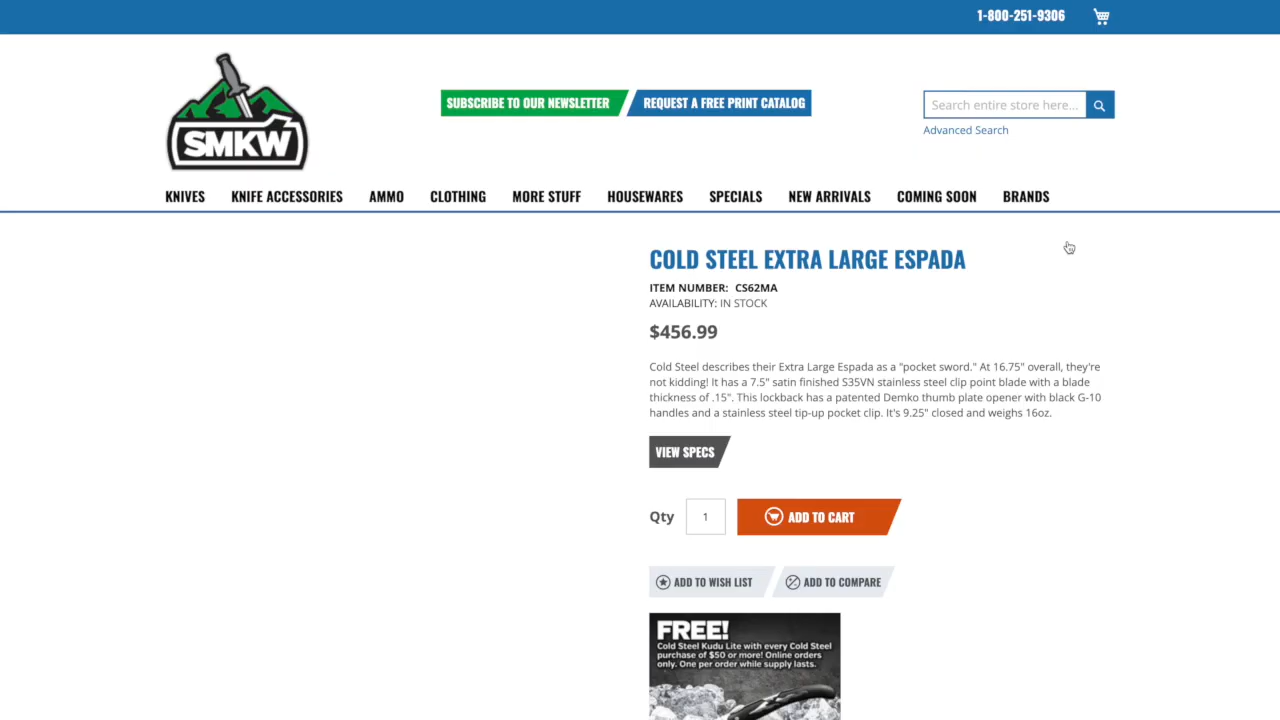 1-800-251-9306
SMKW
SUBSCRIBE TO OUR NEWSLETTER
REQUEST A FREE PRINT CATALOG
Search entire store here...
Advanced Search
KNIVES KNIFE ACCESSORIES AMMO CLOTHING MORE STUFF HOUSEWARES SPECIALS NEW ARRIVALS COMING SOON BRANDS
COLD STEEL EXTRA LARGE ESPADA
ITEM NUMBER: CS62MA
AVAILABILITY: IN STOCK
$456.99
Cold Steel describes their Extra Large Espada as a "pocket sword." At 16.75" overall, they're
not kidding! It has a 7.5" satin finished S35VN stainless steel clip point blade with a blade
thickness of .15". This lockback has a patented Demko thumb plate opener with black G-10
handles and a stainless steel tip-up pocket clip. It's 9.25" closed and weighs 16oz.
VIEW SPECS
Qty 1 ADD TO CART
ADD TO WISH LIST ADD TO COMPARE
FREE!
Cold Steel Kudu Lite with every Cold Steel
purchase of $50 or more! Online orders
only. One per order while supply lasts.